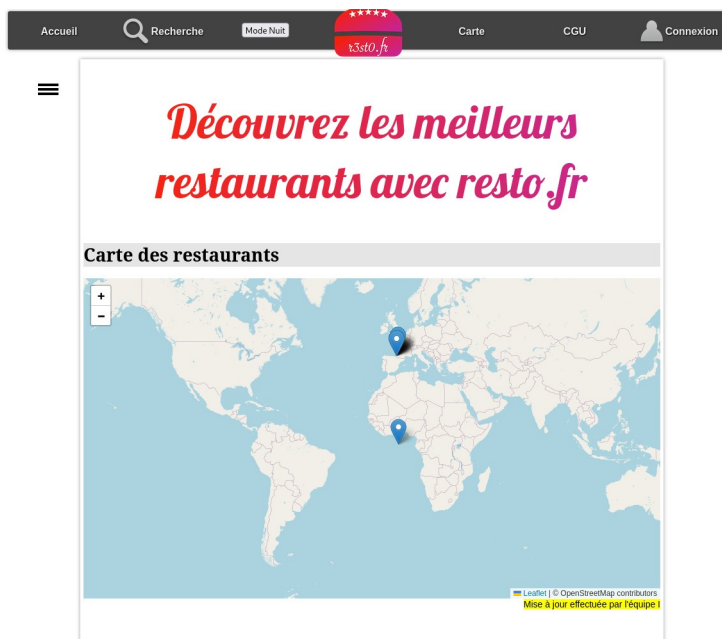 Accueil
Recherche
Mode Nuit
r3st0.fr
Carte
CGU
Connexion
Découvrez les meilleurs
restaurants avec resto.fr
Carte des restaurants
+
−
Leaflet | © OpenStreetMap contributors
Mise à jour effectuée par l'équipe I